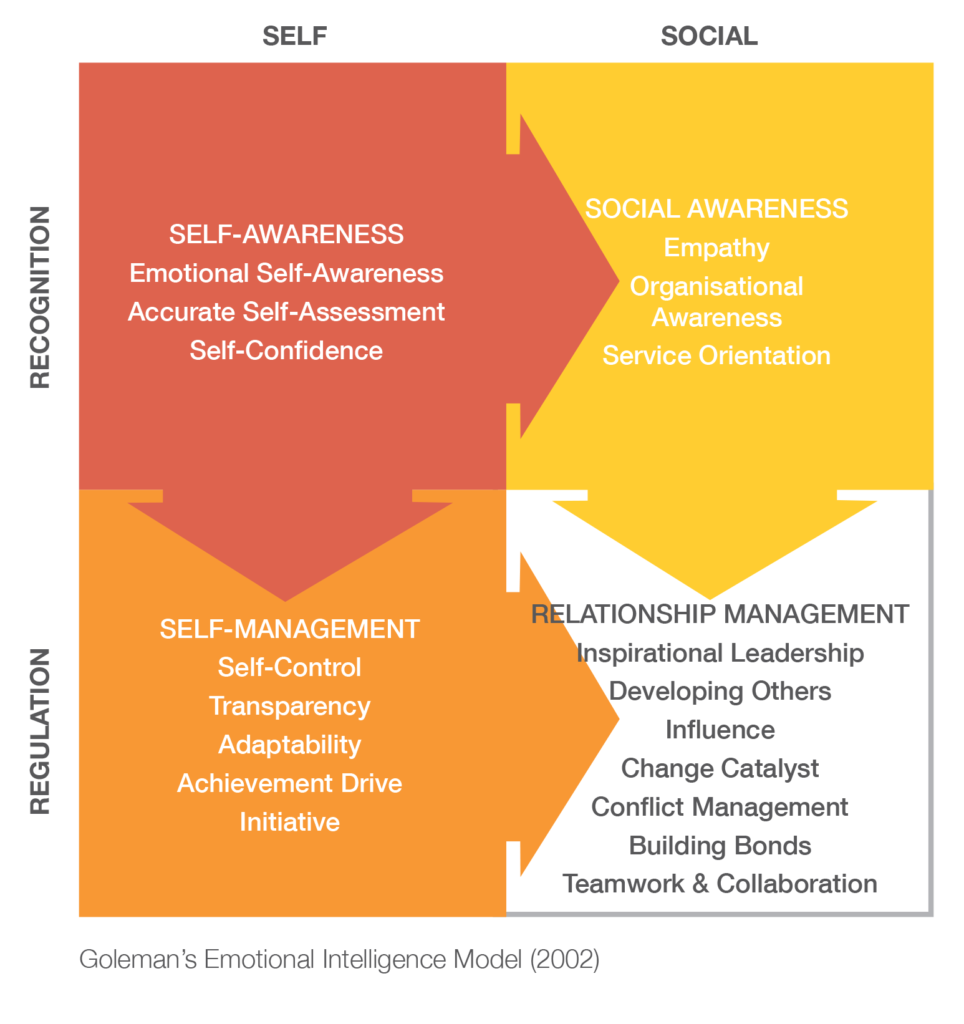 SELF
SOCIAL
RECOGNITION
SELF-AWARENESS
Emotional Self-Awareness
Accurate Self-Assessment
Self-Confidence
SOCIAL AWARENESS
Empathy
Organisational
Awareness
Service Orientation
REGULATION
SELF-MANAGEMENT
Self-Control
Transparency
Adaptability
Achievement Drive
Initiative
RELATIONSHIP MANAGEMENT
Inspirational Leadership
Developing Others
Influence
Change Catalyst
Conflict Management
Building Bonds
Teamwork & Collaboration
Goleman’s Emotional Intelligence Model (2002)